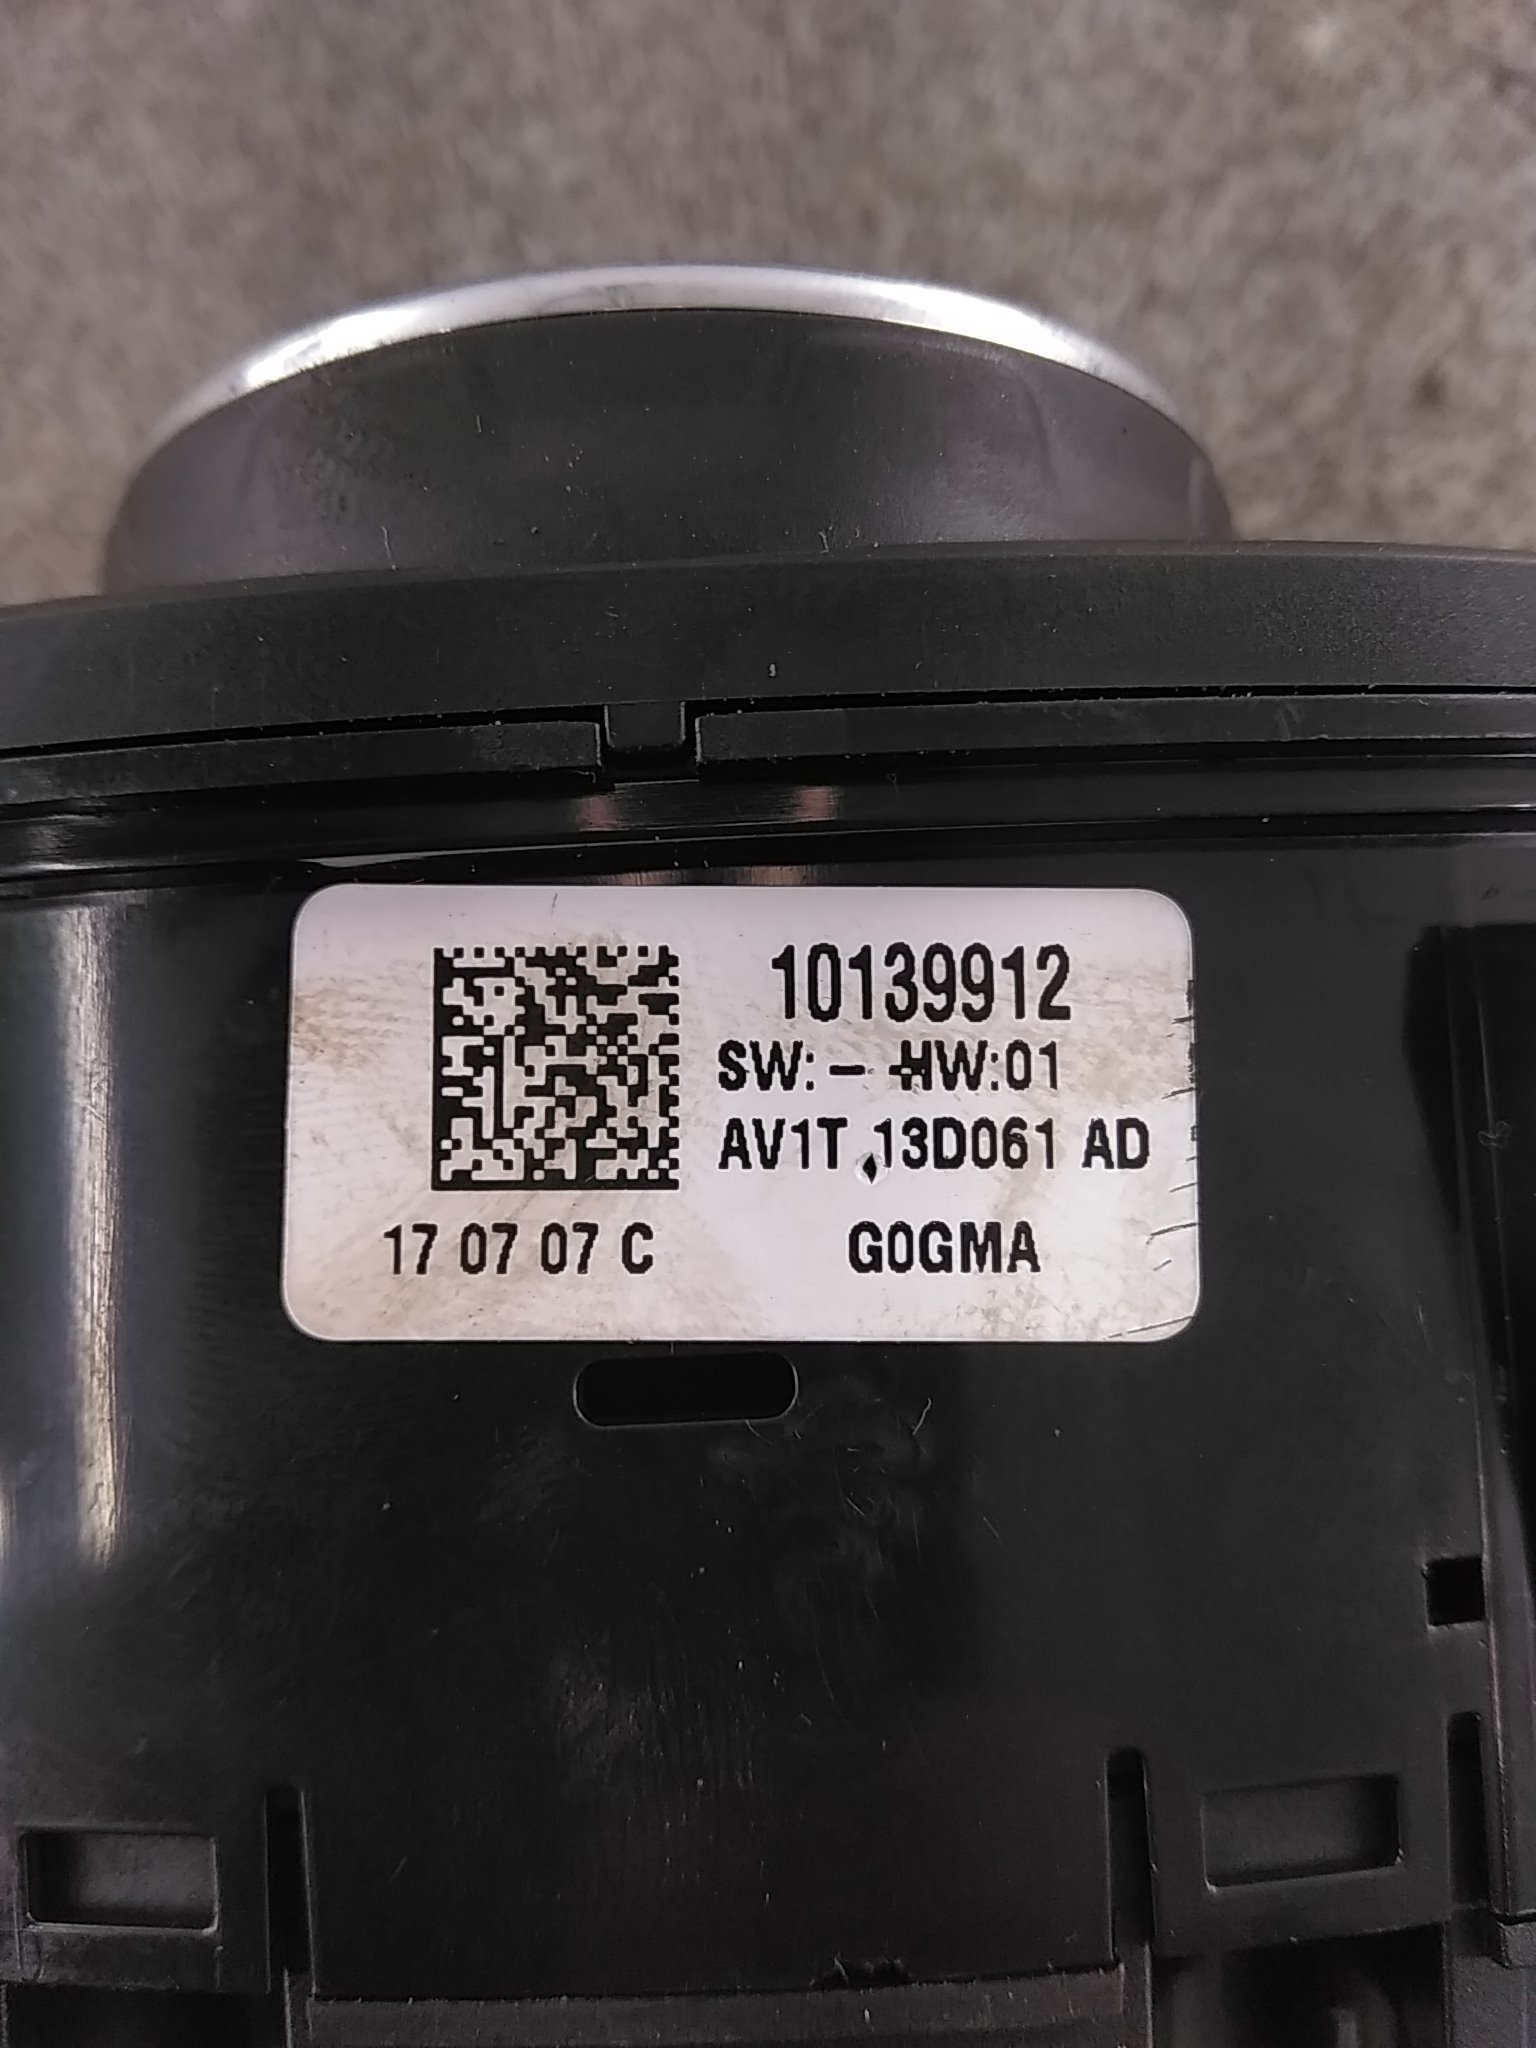 10139912
SW: - HW:01
AV1T 13D061 AD
17 07 07 C G0GMA